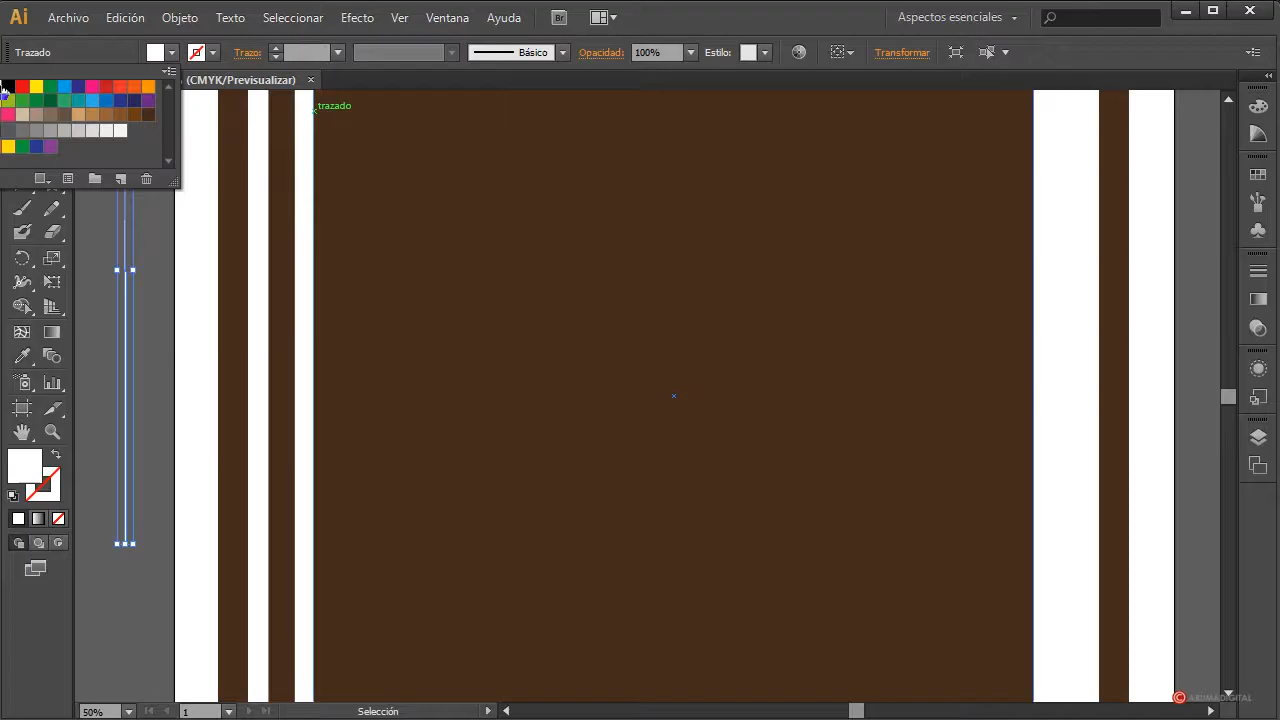 Ai Archivo Edición Objeto Texto Seleccionar Efecto Ver Ventana Ayuda Br Aspectos esenciales
Trazado Trazo: Básico Opacidad: 100% Estilo: Transformar
(CMYK/Previsualizar) ×
trazado
© ARTIMEDIGITAL
50% 1 Selección